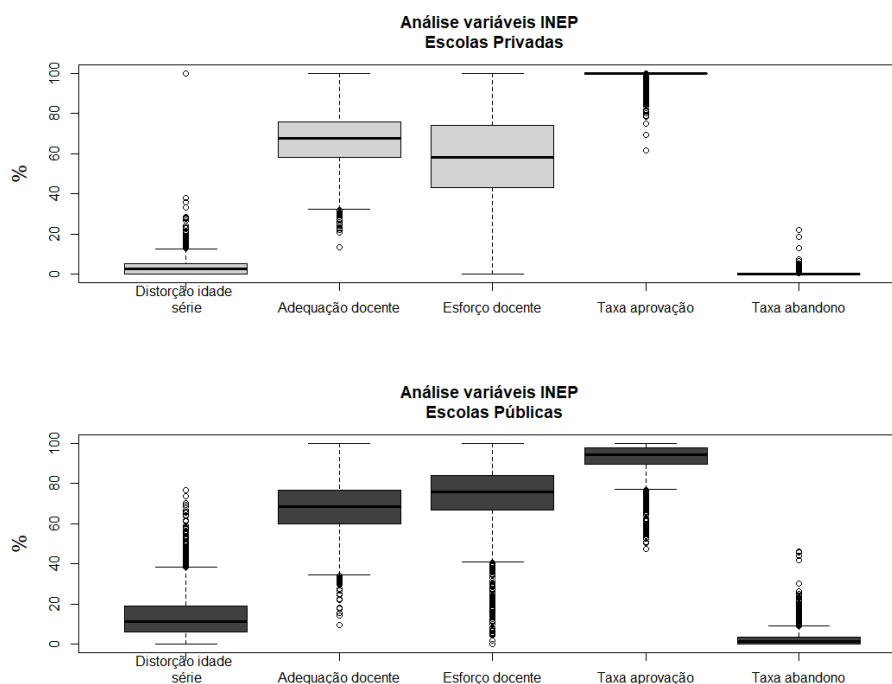 Análise variáveis INEP
Escolas Privadas
100
80
60
40
20
0
%
Distorção idade
série
Adequação docente
Esforço docente
Taxa aprovação
Taxa abandono
Análise variáveis INEP
Escolas Públicas
100
80
60
40
20
0
%
Distorção idade
série
Adequação docente
Esforço docente
Taxa aprovação
Taxa abandono